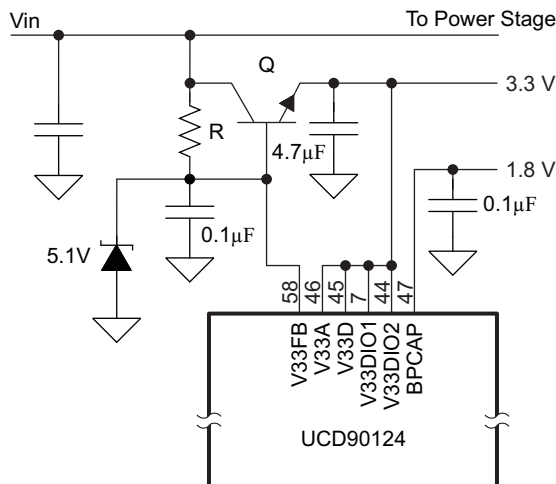 Vin
To Power Stage
Q
3.3 V
R
4.7µF
1.8 V
0.1µF
0.1µF
5.1V
58
46
45
7
44
47
V33FB
V33A
V33D
V33DIO1
V33DIO2
BPCAP
UCD90124